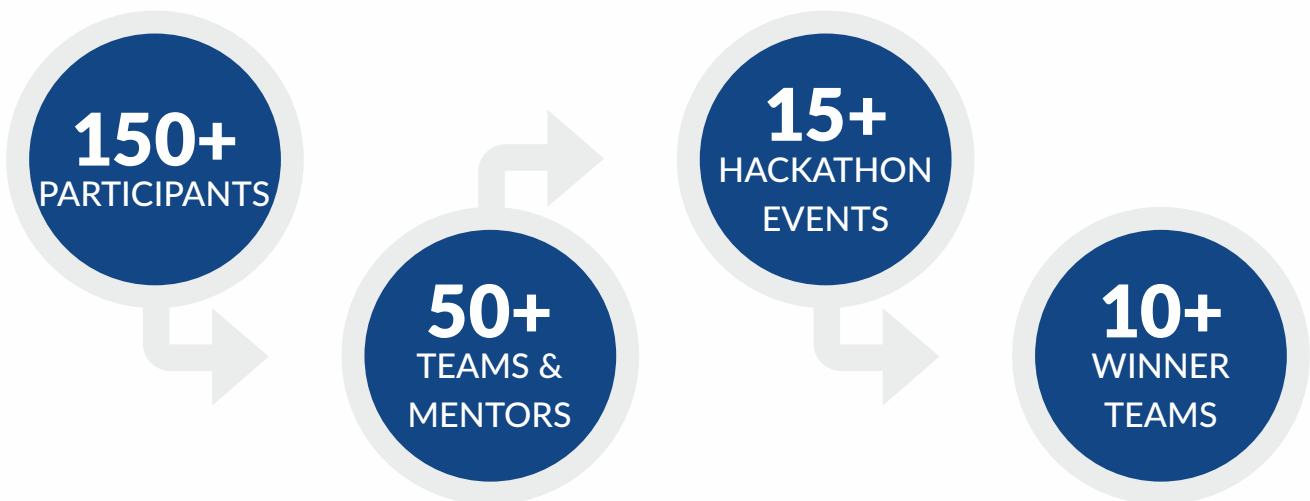 150+
PARTICIPANTS
50+
TEAMS &
MENTORS
15+
HACKATHON
EVENTS
10+
WINNER
TEAMS